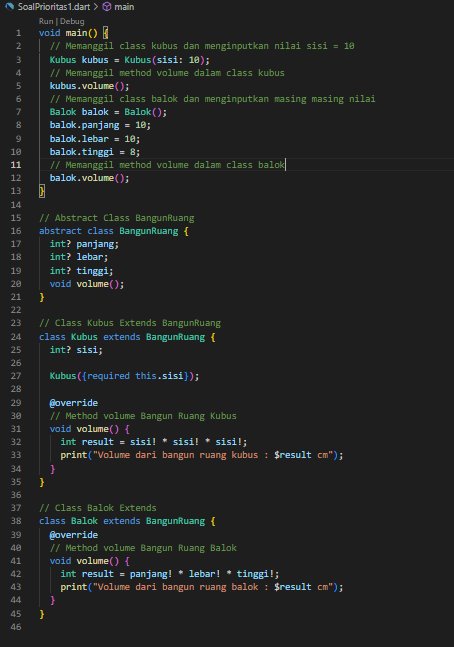 SoalPrioritas1.dart > main
Run | Debug
1 void main() {
2 // Memanggil class kubus dan menginputkan nilai sisi = 10
3 Kubus kubus = Kubus(sisi: 10);
4 // Memanggil method volume dalam class kubus
5 kubus.volume();
6 // Memanggil class balok dan menginputkan masing masing nilai
7 Balok balok = Balok();
8 balok.panjang = 10;
9 balok.lebar = 10;
10 balok.tinggi = 8;
11 // Memanggil method volume dalam class balok
12 balok.volume();
13 }
14
15 // Abstract Class BangunRuang
16 abstract class BangunRuang {
17 int? panjang;
18 int? lebar;
19 int? tinggi;
20 void volume();
21 }
22
23 // Class Kubus Extends BangunRuang
24 class Kubus extends BangunRuang {
25 int? sisi;
26
27 Kubus({required this.sisi});
28
29 @override
30 // Method volume Bangun Ruang Kubus
31 void volume() {
32 int result = sisi! * sisi! * sisi!;
33 print("Volume dari bangun ruang kubus : $result cm");
34 }
35 }
36
37 // Class Balok Extends
38 class Balok extends BangunRuang {
39 @override
40 // Method volume Bangun Ruang Balok
41 void volume() {
42 int result = panjang! * lebar! * tinggi!;
43 print("Volume dari bangun ruang balok : $result cm");
44 }
45 }
46